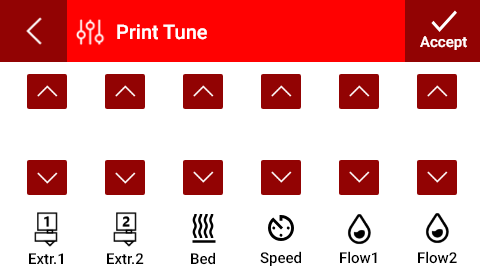 Print Tune
Accept
1
2
Extr.1
Extr.2
Bed
Speed
Flow1
Flow2